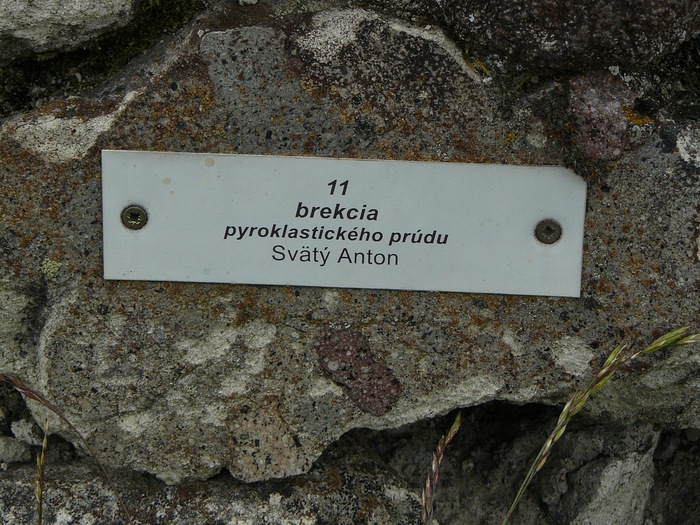 11
brekcia
pyroklastického prúdu
Svätý Anton